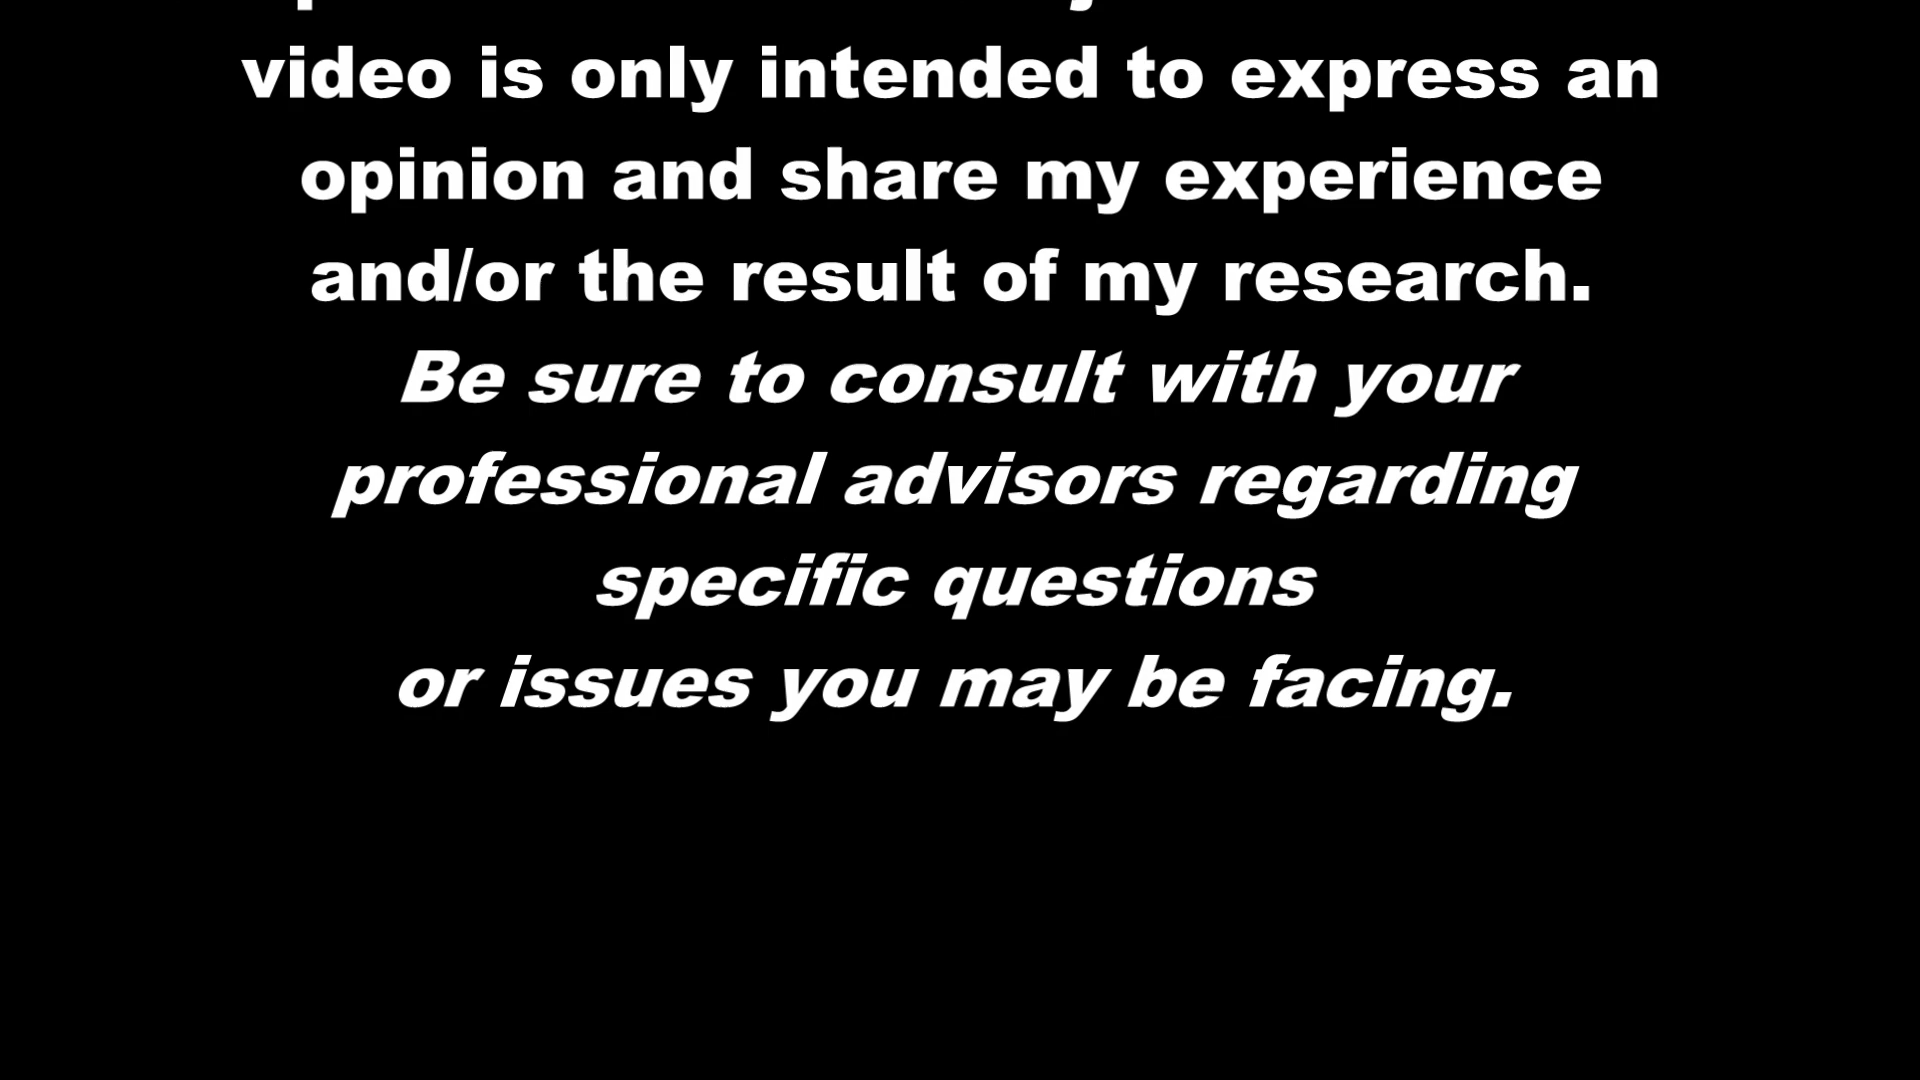 video is only intended to express an
opinion and share my experience
and/or the result of my research.
Be sure to consult with your
professional advisors regarding
specific questions
or issues you may be facing.